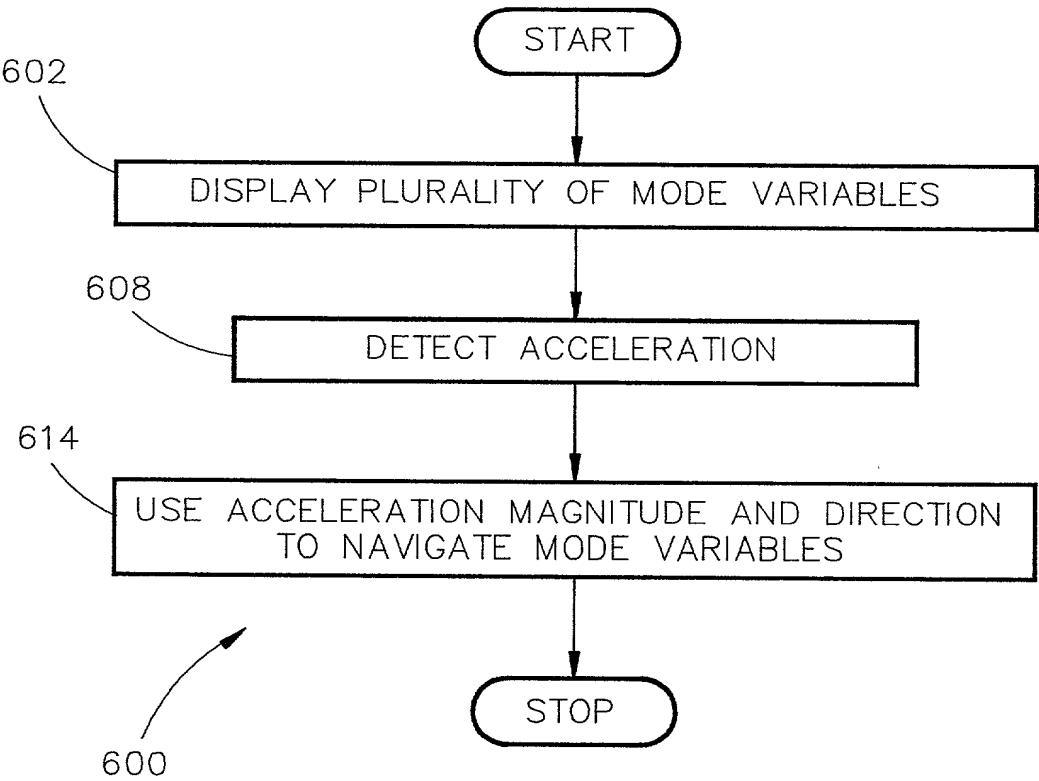 START
602
DISPLAY PLURALITY OF MODE VARIABLES
608
DETECT ACCELERATION
614
USE ACCELERATION MAGNITUDE AND DIRECTION
TO NAVIGATE MODE VARIABLES
STOP
600